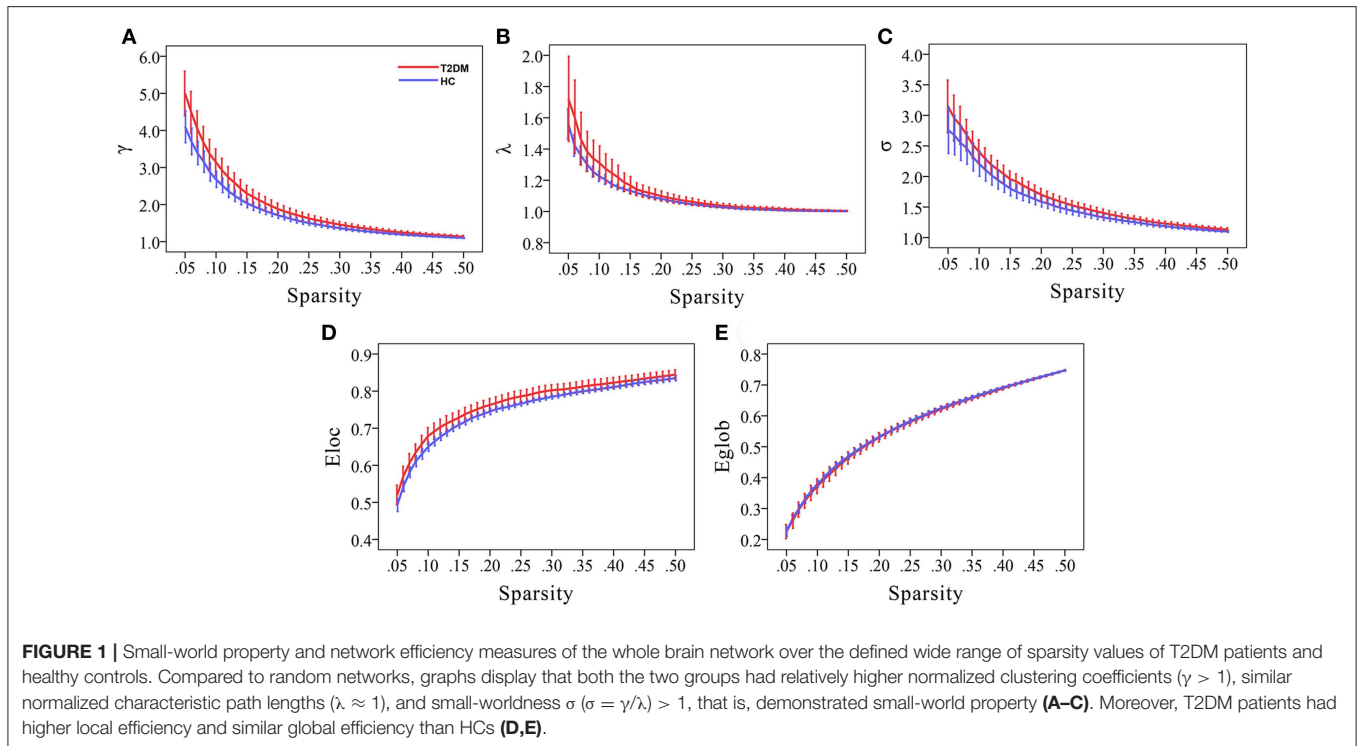 A
6.0
5.0
4.0
3.0
2.0
1.0
γ
T2DM
HC
.05 .10 .15 .20 .25 .30 .35 .40 .45 .50
Sparsity
B
2.0
1.8
1.6
1.4
1.2
1.0
0.8
λ
.05 .10 .15 .20 .25 .30 .35 .40 .45 .50
Sparsity
C
4.0
3.5
3.0
2.5
2.0
1.5
1.0
σ
.05 .10 .15 .20 .25 .30 .35 .40 .45 .50
Sparsity
D
0.9
0.8
0.7
0.6
0.5
0.4
Eloc
.05 .10 .15 .20 .25 .30 .35 .40 .45 .50
Sparsity
E
0.8
0.7
0.6
0.5
0.4
0.3
0.2
Eglob
.05 .10 .15 .20 .25 .30 .35 .40 .45 .50
Sparsity
FIGURE 1 | Small-world property and network efficiency measures of the whole brain network over the defined wide range of sparsity values of T2DM patients and
healthy controls. Compared to random networks, graphs display that both the two groups had relatively higher normalized clustering coefficients (γ > 1), similar
normalized characteristic path lengths (λ ≈ 1), and small-worldness σ (σ = γ/λ) > 1, that is, demonstrated small-world property (A–C). Moreover, T2DM patients had
higher local efficiency and similar global efficiency than HCs (D,E).